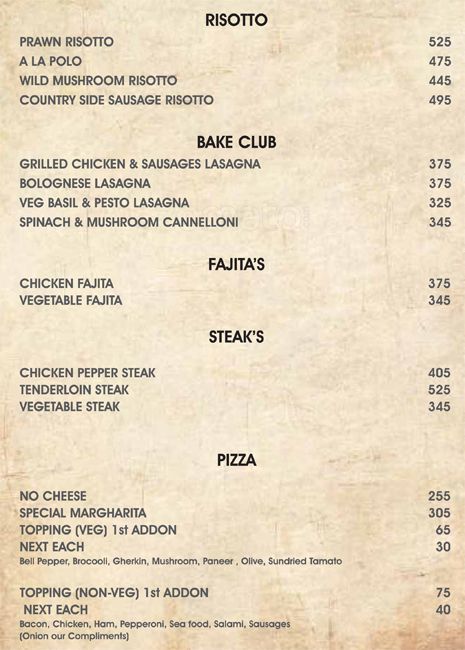 RISOTTO
PRAWN RISOTTO 525
A LA POLO 475
WILD MUSHROOM RISOTTO 445
COUNTRY SIDE SAUSAGE RISOTTO 495
BAKE CLUB
GRILLED CHICKEN & SAUSAGES LASAGNA 375
BOLOGNESE LASAGNA 375
VEG BASIL & PESTO LASAGNA 325
SPINACH & MUSHROOM CANNELLONI 345
FAJITA'S
CHICKEN FAJITA 375
VEGETABLE FAJITA 345
STEAK'S
CHICKEN PEPPER STEAK 405
TENDERLOIN STEAK 525
VEGETABLE STEAK 345
PIZZA
NO CHEESE 255
SPECIAL MARGHARITA 305
TOPPING (VEG) 1st ADDON 65
NEXT EACH 30
Bell Pepper, Brocooli, Gherkin, Mushroom, Paneer , Olive, Sundried Tamato
TOPPING (NON-VEG) 1st ADDON 75
NEXT EACH 40
Bacon, Chicken, Ham, Pepperoni, Sea food, Salami, Sausages
(Onion our Compliments)